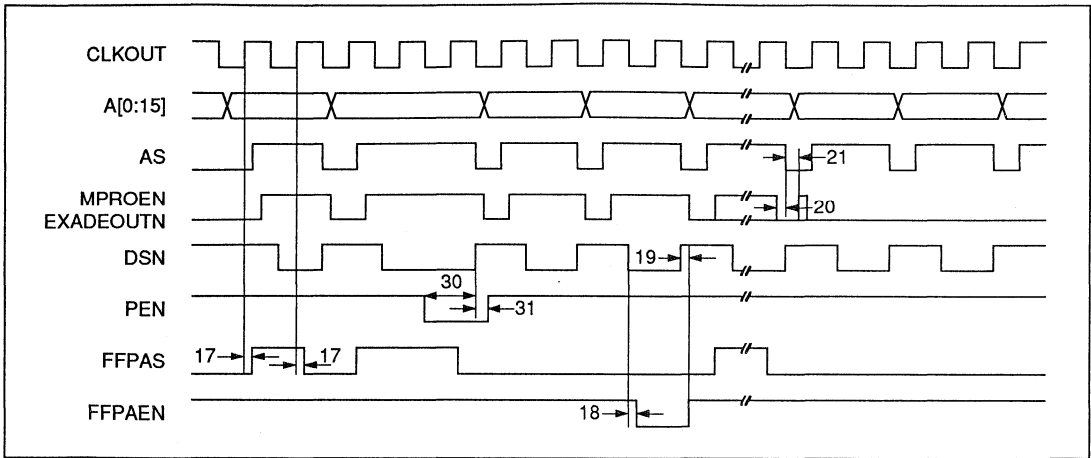 CLKOUT
A[0:15]
AS
21
MPROEN
EXADEOUTN
20
DSN
19
30
PEN
31
FFPAS
17
17
FFPAEN
18